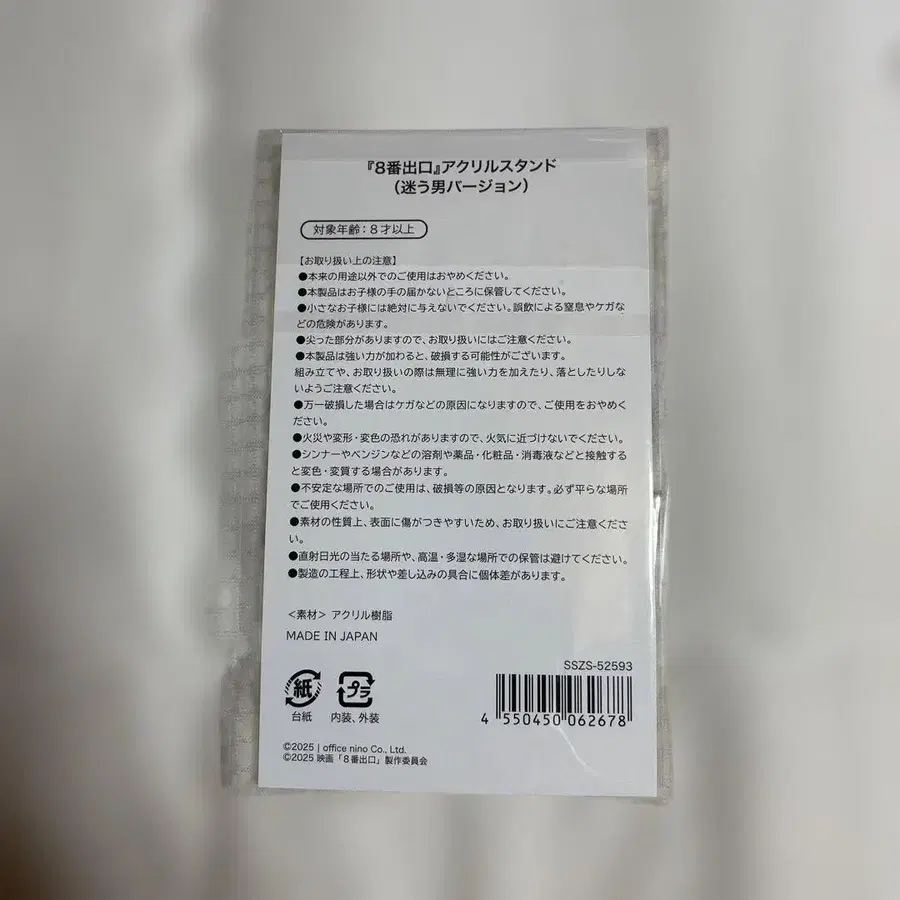 『8番出口』アクリルスタンド
（迷う男バージョン）
対象年齢：8才以上
【お取り扱い上の注意】
●本来の用途以外でのご使用はおやめください。
●本製品はお子様の手の届かないところに保管してください。
●小さなお子様には絶対に与えないでください。誤飲による窒息やケガな
どの危険があります。
●尖った部分がありますので、お取り扱いにはご注意ください。
●本製品は強い力が加わると、破損する可能性がございます。
組み立てや、お取り扱いの際は無理に強い力を加えたり、落としたりしな
いようご注意ください。
●万一破損した場合はケガなどの原因になりますので、ご使用をおやめく
ださい。
●火災や変形・変色の恐れがありますので、火気に近づけないでください。
●シンナーやベンジンなどの溶剤や薬品・化粧品・消毒液などと接触する
と変色・変質する場合があります。
●不安定な場所でのご使用は、破損等の原因となります。必ず平らな場所
でご使用ください。
●素材の性質上、表面に傷がつきやすいため、お取り扱いにご注意くださ
い。
●直射日光の当たる場所や、高温・多湿な場所での保管は避けてください。
●製造の工程上、形状や差し込みの具合に個体差があります。
＜素材＞ アクリル樹脂
MADE IN JAPAN
SSZS-52593
紙
プラ
台紙
内装、外装
4 550450 062678
©2025 | office nino Co., Ltd.
©2025 映画「8番出口」製作委員会